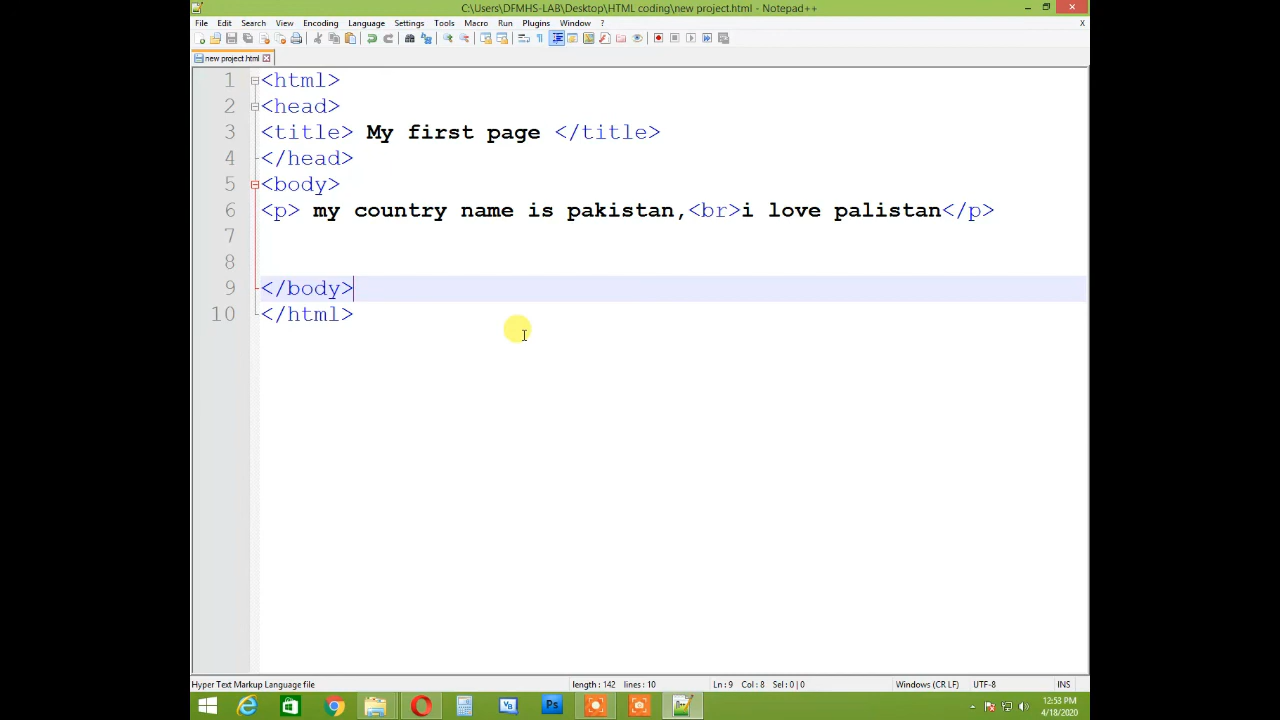 C:\Users\DFMHS-LAB\Desktop\HTML coding\new project.html - Notepad++
File Edit Search View Encoding Language Settings Tools Macro Run Plugins Window ? X
new project.html
1 <html>
2 <head>
3 <title> My first page </title>
4 </head>
5 <body>
6 <p> my country name is pakistan,<br>i love palistan</p>
7
8
9 </body>
10 </html>
Hyper Text Markup Language file length : 142 lines : 10 Ln : 9 Col : 8 Sel : 0 | 0 Windows (CR LF) UTF-8 INS
Ps 12:53 PM
4/18/2020